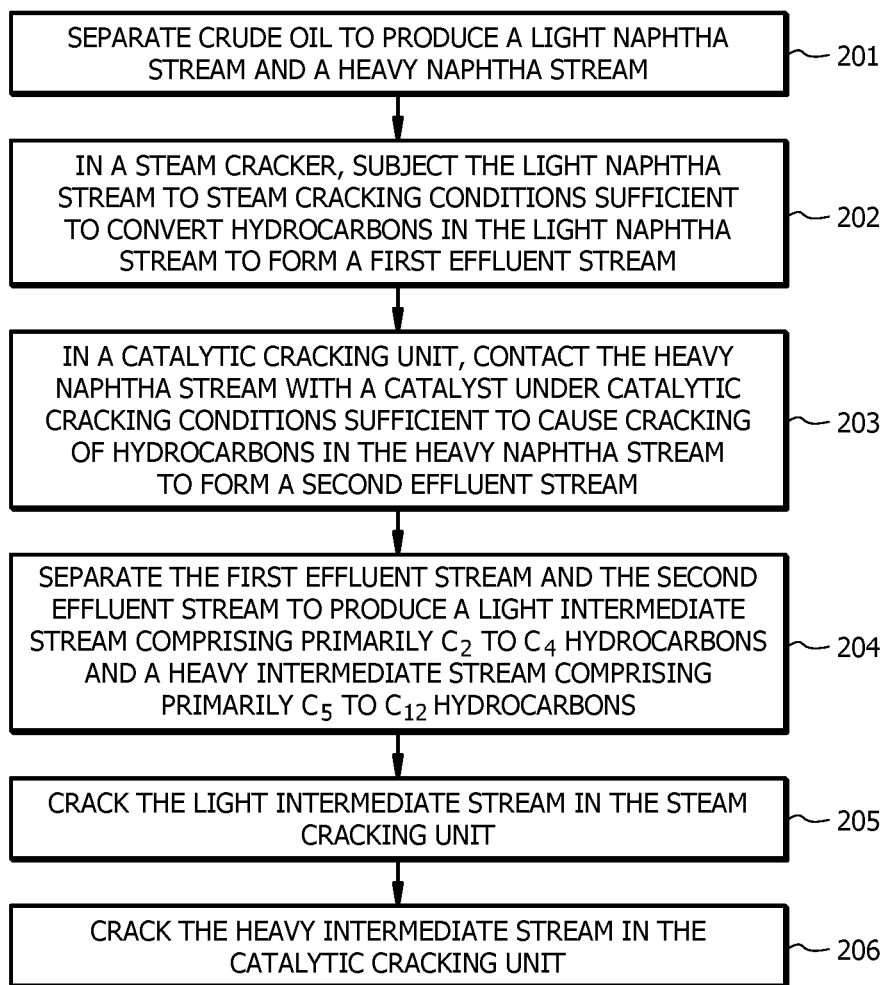 SEPARATE CRUDE OIL TO PRODUCE A LIGHT NAPHTHA
STREAM AND A HEAVY NAPHTHA STREAM
201
IN A STEAM CRACKER, SUBJECT THE LIGHT NAPHTHA
STREAM TO STEAM CRACKING CONDITIONS SUFFICIENT
TO CONVERT HYDROCARBONS IN THE LIGHT NAPHTHA
STREAM TO FORM A FIRST EFFLUENT STREAM
202
IN A CATALYTIC CRACKING UNIT, CONTACT THE HEAVY
NAPHTHA STREAM WITH A CATALYST UNDER CATALYTIC
CRACKING CONDITIONS SUFFICIENT TO CAUSE CRACKING
OF HYDROCARBONS IN THE HEAVY NAPHTHA STREAM
TO FORM A SECOND EFFLUENT STREAM
203
SEPARATE THE FIRST EFFLUENT STREAM AND THE SECOND
EFFLUENT STREAM TO PRODUCE A LIGHT INTERMEDIATE
STREAM COMPRISING PRIMARILY C₂ TO C₄ HYDROCARBONS
AND A HEAVY INTERMEDIATE STREAM COMPRISING
PRIMARILY C₅ TO C₁₂ HYDROCARBONS
204
CRACK THE LIGHT INTERMEDIATE STREAM IN THE STEAM
CRACKING UNIT
205
CRACK THE HEAVY INTERMEDIATE STREAM IN THE
CATALYTIC CRACKING UNIT
206